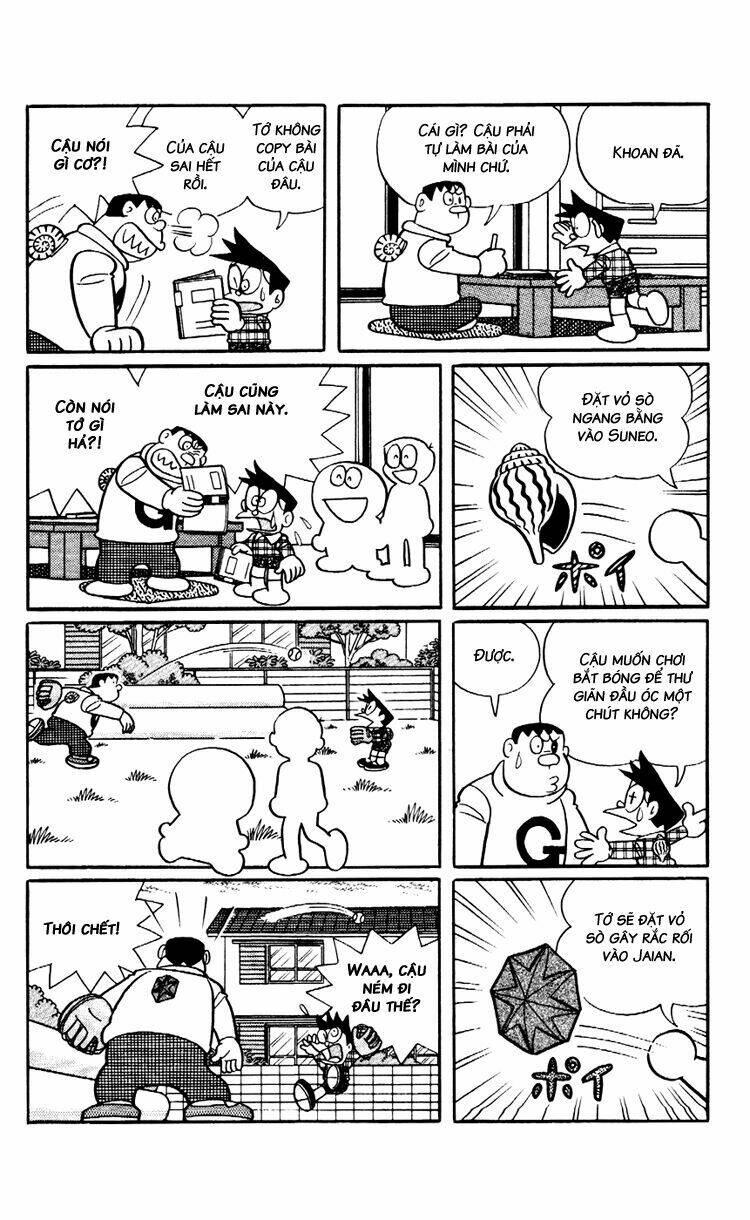 KHOAN ĐÃ.
CÁI GÌ? CẬU PHẢI
TỰ LÀM BÀI CỦA
MÌNH CHỨ.
TỚ KHÔNG
COPY BÀI
CỦA CẬU
ĐÂU.
CỦA CẬU
SAI HẾT
RỒI.
CẬU NÓI
GÌ CƠ?!
ĐẶT VỎ SÒ
NGANG BẰNG
VÀO SUNEO.
ポイ
CẬU CŨNG
LÀM SAI NÀY.
CÒN NÓI
TỚ GÌ
HẢ?!
G
CẬU MUỐN CHƠI
BẮT BÓNG ĐỂ THƯ
GIÃN ĐẦU ÓC MỘT
CHÚT KHÔNG?
ĐƯỢC.
G
TỚ SẼ ĐẶT VỎ
SÒ GÂY RẮC RỐI
VÀO JAIAN.
ポイ
WAAA, CẬU
NÉM ĐI
ĐÂU THẾ?
THÔI CHẾT!